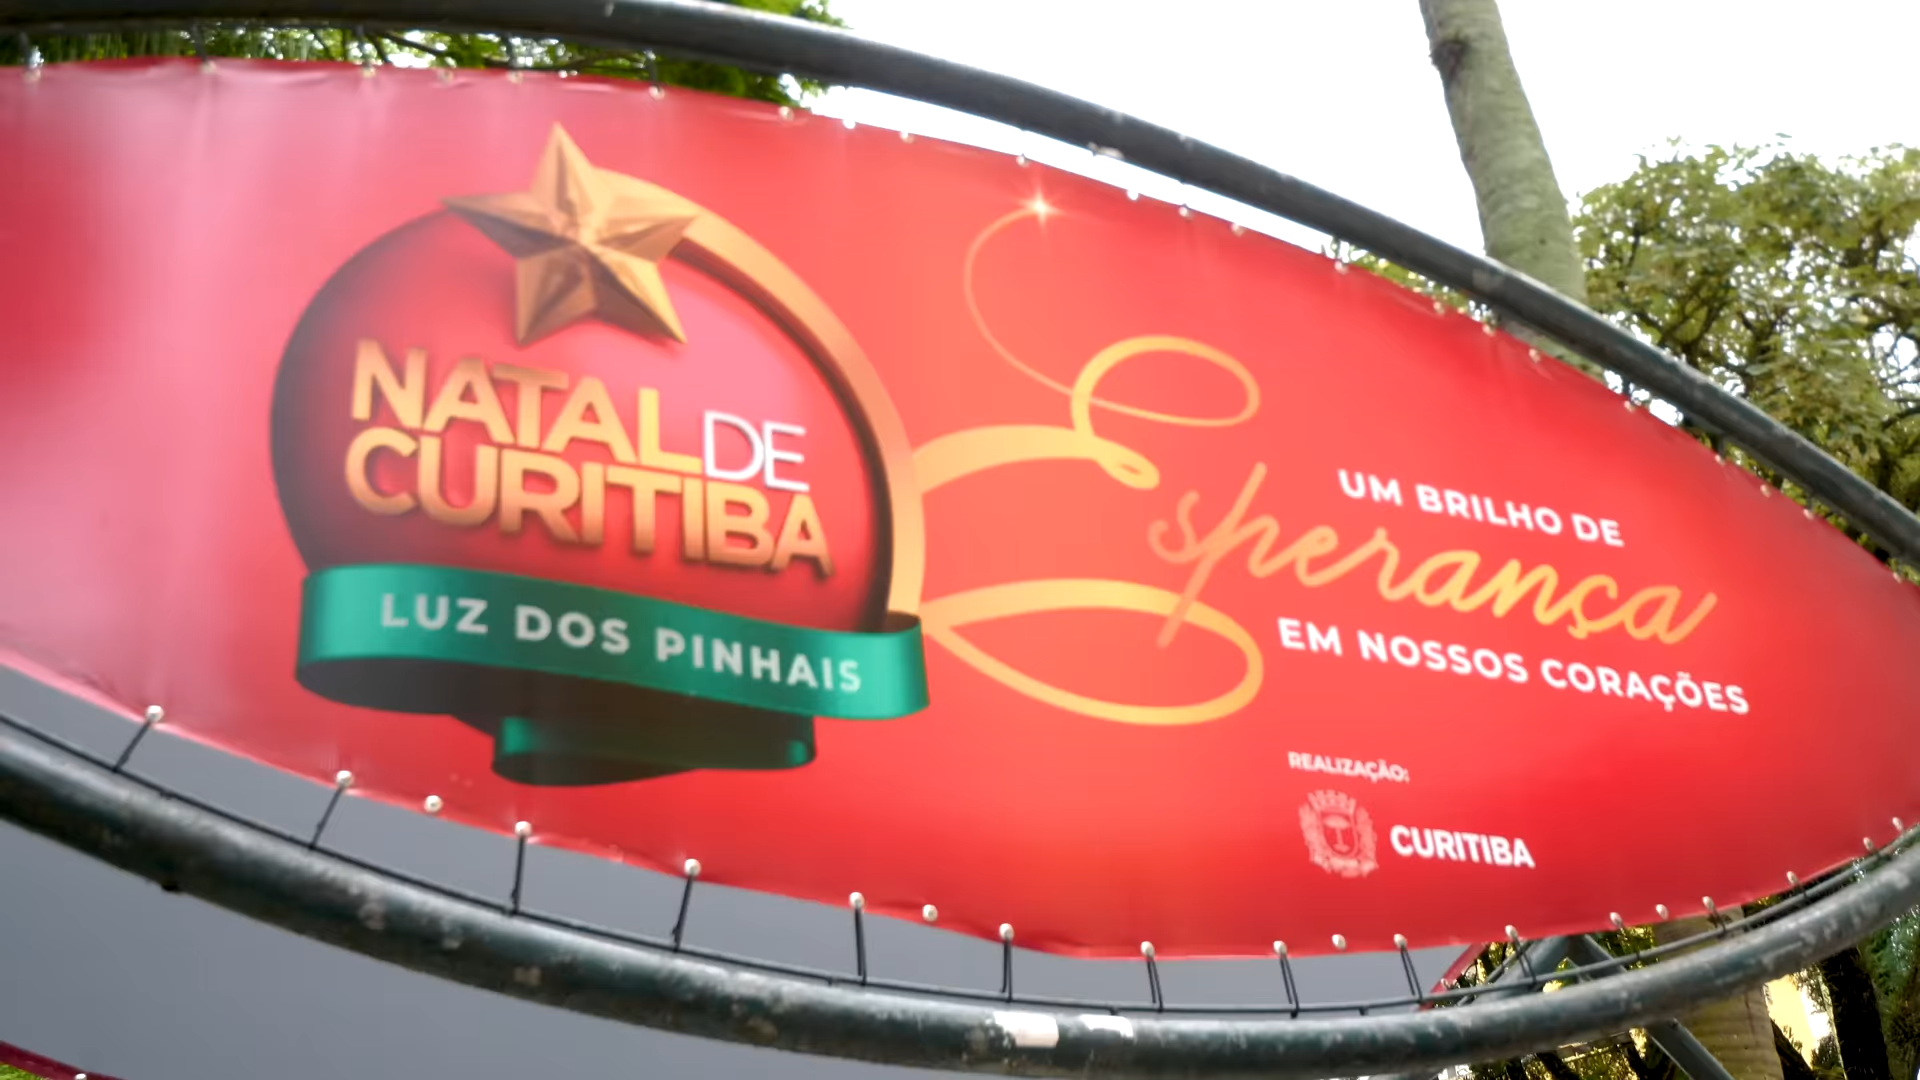 NATAL DE
CURITIBA
LUZ DOS PINHAIS
UM BRILHO DE
Esperança
EM NOSSOS CORAÇÕES
REALIZAÇÃO:
CURITIBA